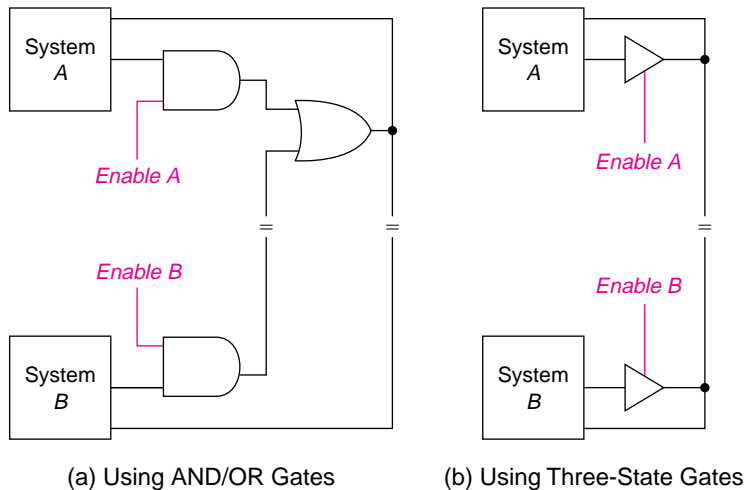 System
A
Enable A
Enable B
System
B
(a) Using AND/OR Gates
System
A
Enable A
Enable B
System
B
(b) Using Three-State Gates